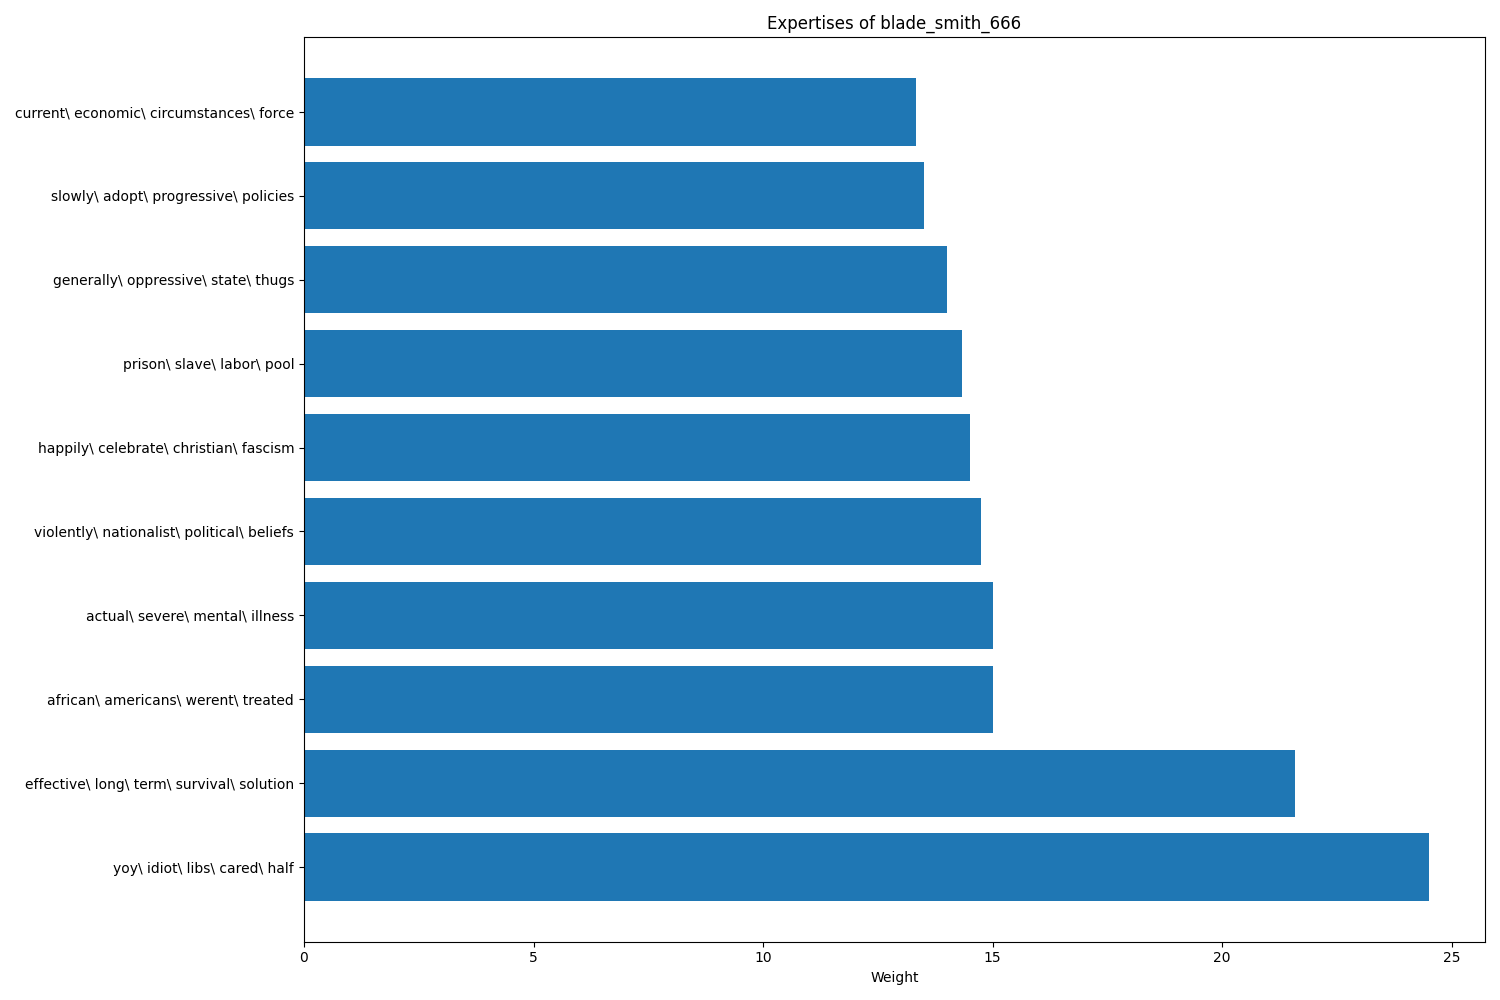 Expertises of blade_smith_666
current\ economic\ circumstances\ force
slowly\ adopt\ progressive\ policies
generally\ oppressive\ state\ thugs
prison\ slave\ labor\ pool
happily\ celebrate\ christian\ fascism
violently\ nationalist\ political\ beliefs
actual\ severe\ mental\ illness
african\ americans\ werent\ treated
effective\ long\ term\ survival\ solution
yoy\ idiot\ libs\ cared\ half
0 5 10 15 20 25
Weight